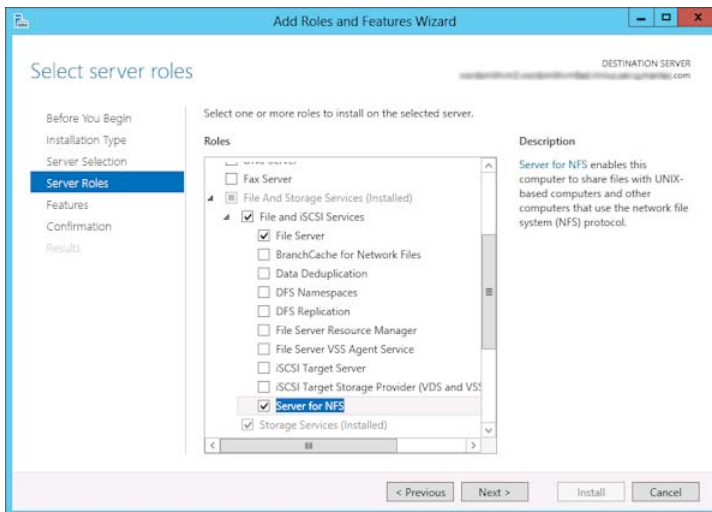 Add Roles and Features Wizard
Select server roles
DESTINATION SERVER
.com
Before You Begin
Installation Type
Server Selection
Server Roles
Features
Confirmation
Results
Select one or more roles to install on the selected server.
Roles
Fax Server
File And Storage Services (Installed)
File and iSCSI Services
File Server
BranchCache for Network Files
Data Deduplication
DFS Namespaces
DFS Replication
File Server Resource Manager
File Server VSS Agent Service
iSCSI Target Server
iSCSI Target Storage Provider (VDS and VSS
Server for NFS
Storage Services (Installed)
Description
Server for NFS enables this
computer to share files with UNIX-
based computers and other
computers that use the network file
system (NFS) protocol.
< Previous
Next >
Install
Cancel